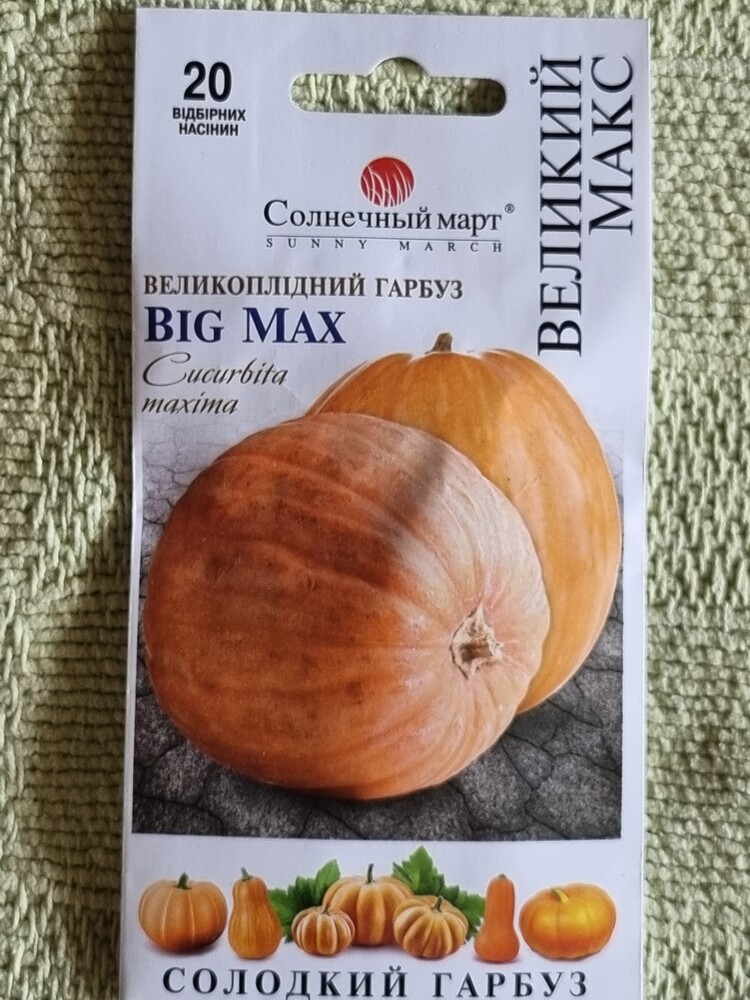 20
ВІДБІРНИХ
НАСІНИН
Солнечный март®
SUNNY MARCH
ВЕЛИКИЙ
МАКС
ВЕЛИКОПЛІДНИЙ ГАРБУЗ
BIG MAX
Cucurbita
maxima
СОЛОДКИЙ ГАРБУЗ